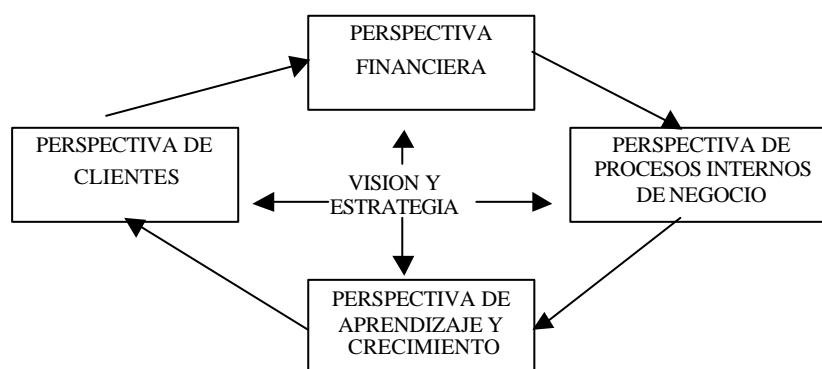 PERSPECTIVA
FINANCIERA
PERSPECTIVA DE
CLIENTES
VISION Y
ESTRATEGIA
PERSPECTIVA DE
PROCESOS INTERNOS
DE NEGOCIO
PERSPECTIVA DE
APRENDIZAJE Y
CRECIMIENTO